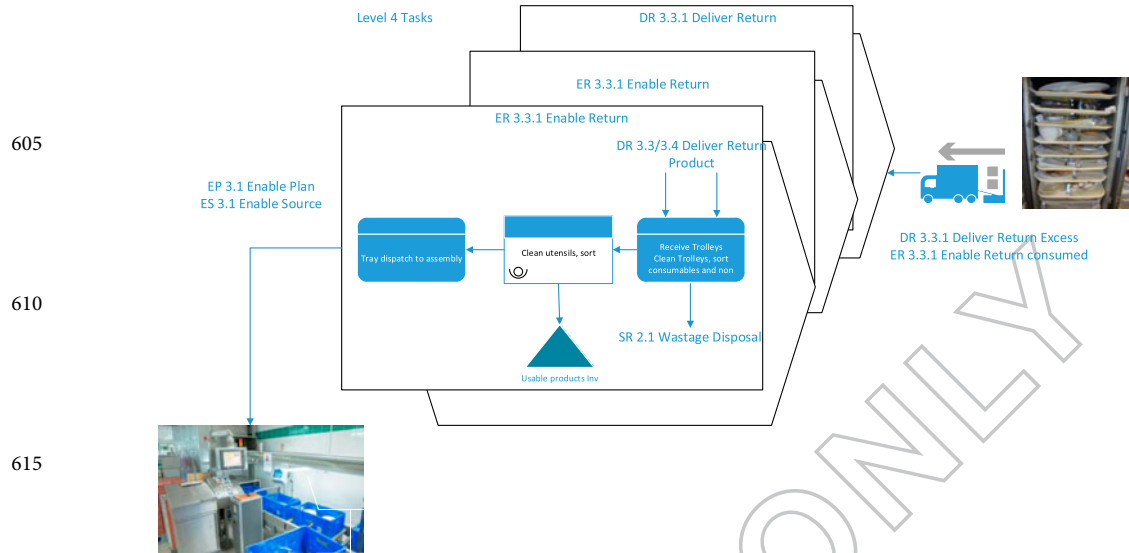 Level 4 Tasks
DR 3.3.1 Deliver Return
ER 3.3.1 Enable Return
ER 3.3.1 Enable Return
605
DR 3.3/3.4 Deliver Return
Product
EP 3.1 Enable Plan
ES 3.1 Enable Source
Tray dispatch to assembly
Clean utensils, sort
Receive Trolleys
Clean Trolleys, sort
consumables and non
DR 3.3.1 Deliver Return Excess
ER 3.3.1 Enable Return consumed
610
SR 2.1 Wastage Disposal
Usable products Inv
615
ONLY